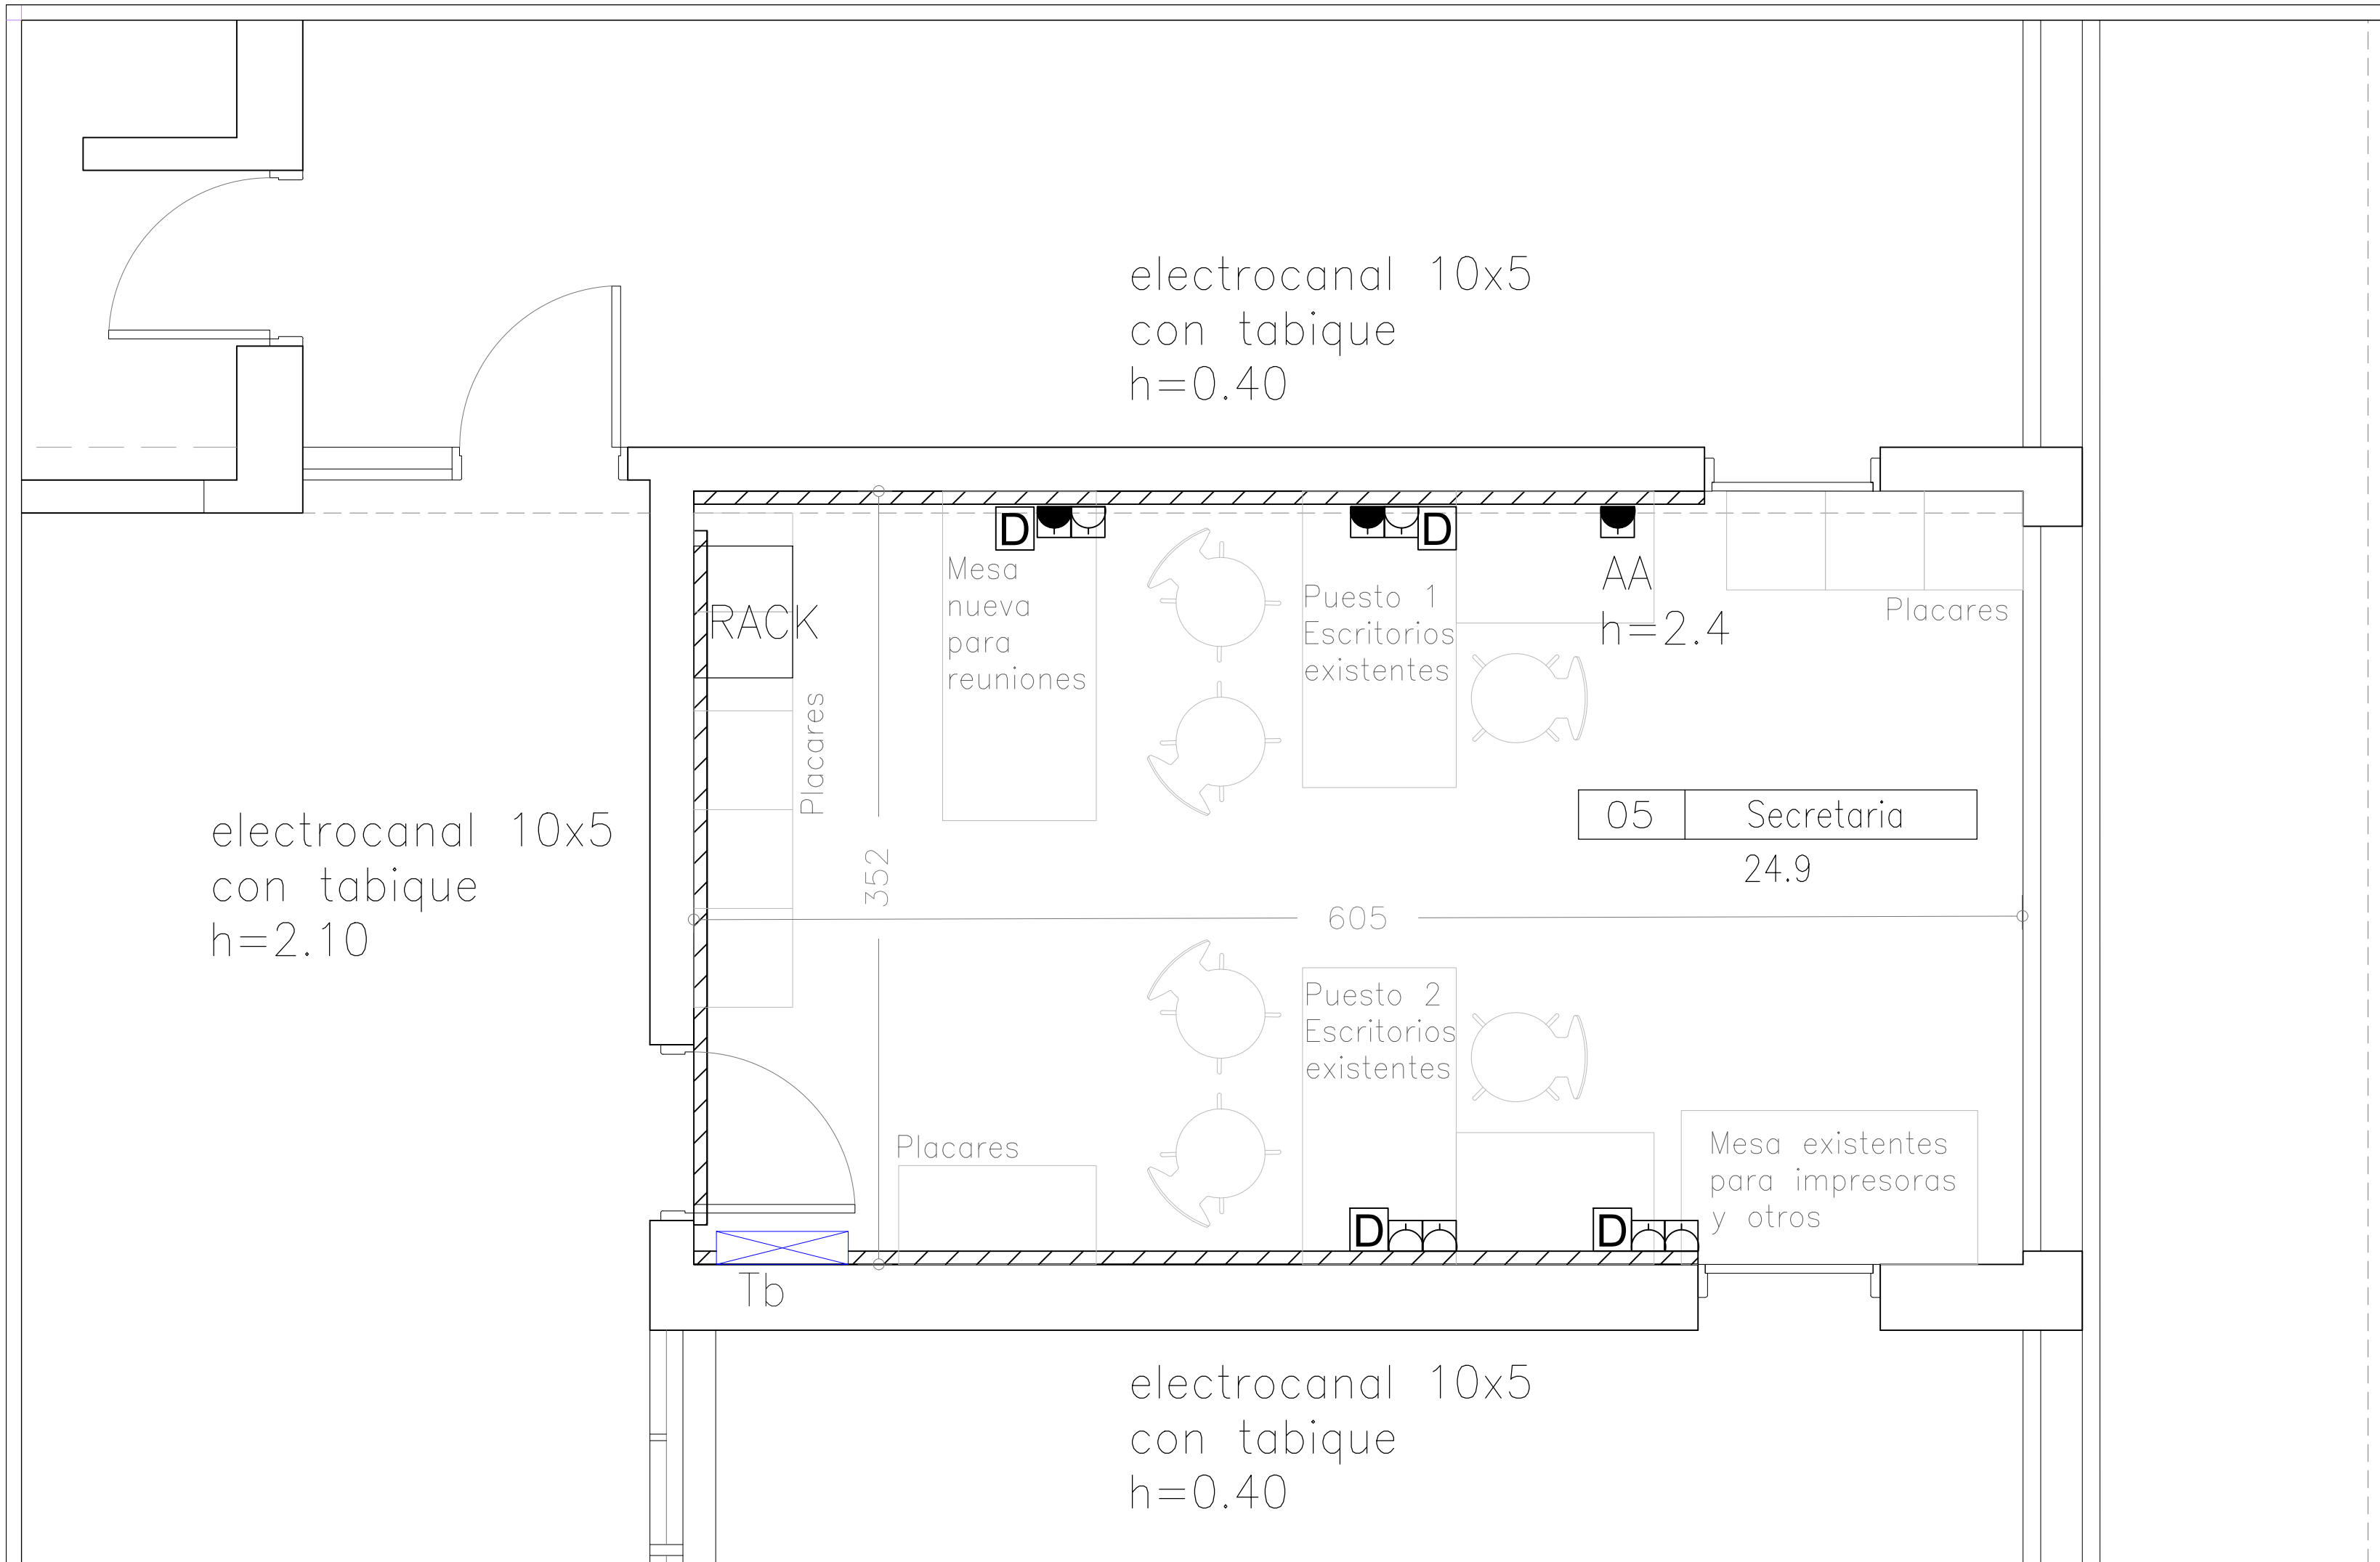 electrocanal 10x5
con tabique
h=0.40
D
D
Mesa
nueva
para
reuniones
Puesto 1
Escritorios
existentes
AA
h=2.4
Placares
RACK
Placares
electrocanal 10x5
con tabique
h=2.10
352
605
05 Secretaria
24.9
Puesto 2
Escritorios
existentes
Placares
Mesa existentes
para impresoras
y otros
D
D
Tb
electrocanal 10x5
con tabique
h=0.40